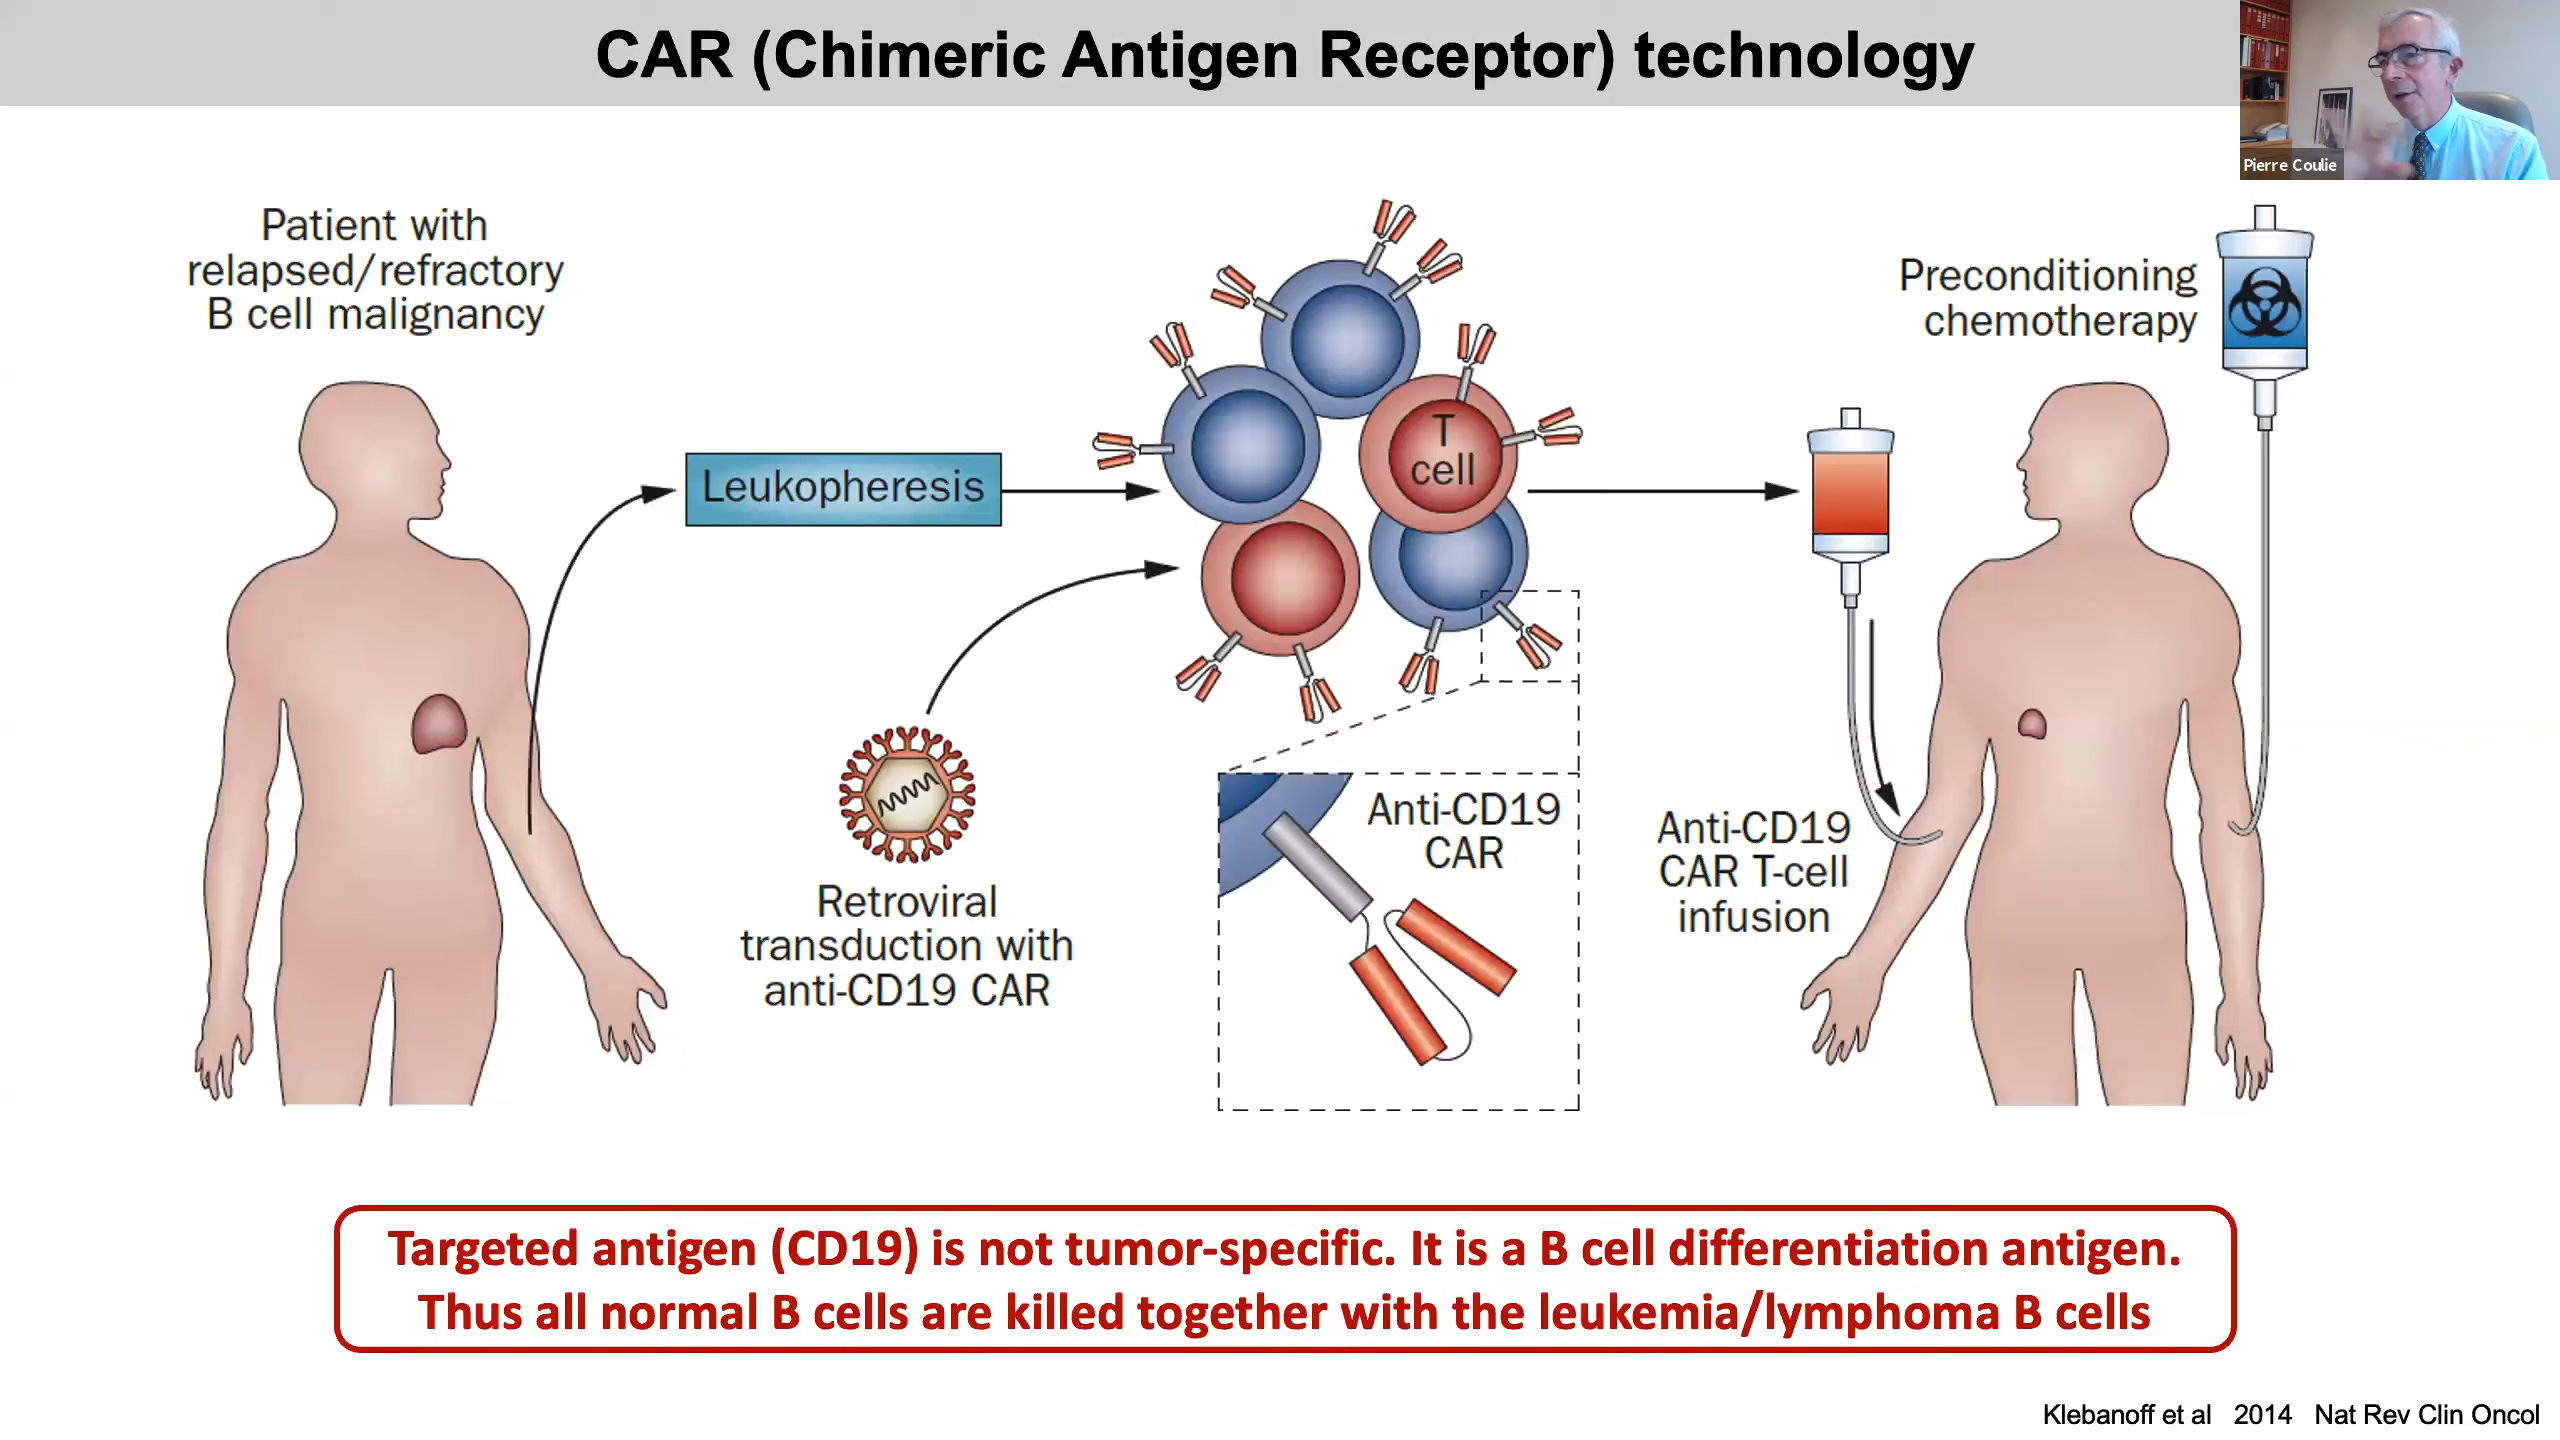 CAR (Chimeric Antigen Receptor) technology
Pierre Coulie
Patient with
relapsed/refractory
B cell malignancy
Leukopheresis
T
cell
Preconditioning
chemotherapy
Retroviral
transduction with
anti-CD19 CAR
Anti-CD19
CAR
Anti-CD19
CAR T-cell
infusion
Targeted antigen (CD19) is not tumor-specific. It is a B cell differentiation antigen.
Thus all normal B cells are killed together with the leukemia/lymphoma B cells
Klebanoff et al 2014 Nat Rev Clin Oncol